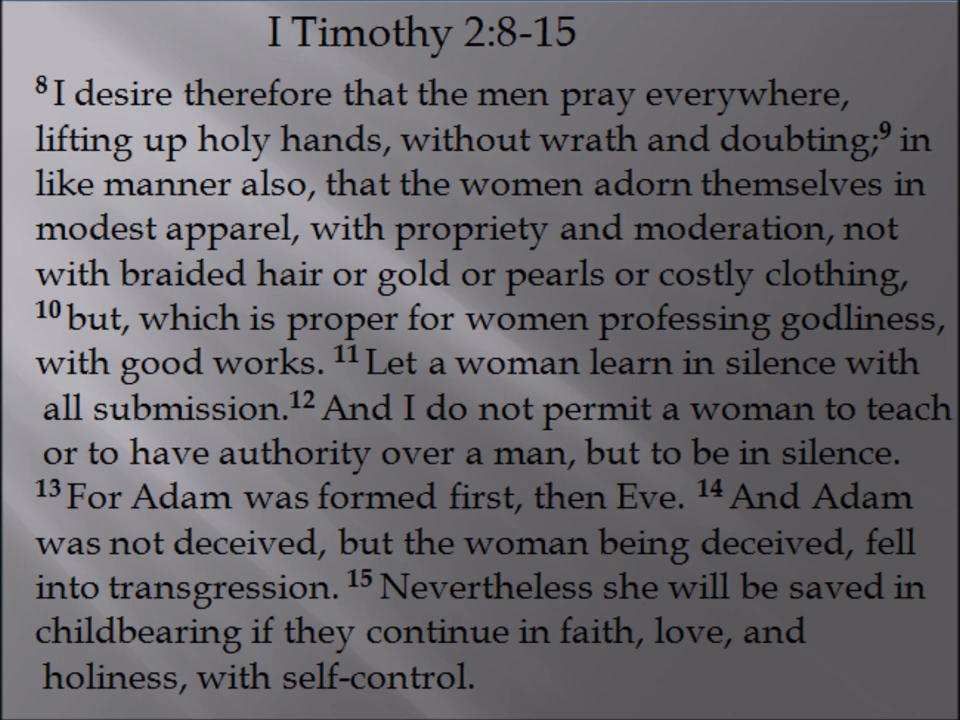 I Timothy 2:8-15
8 I desire therefore that the men pray everywhere,
lifting up holy hands, without wrath and doubting;9 in
like manner also, that the women adorn themselves in
modest apparel, with propriety and moderation, not
with braided hair or gold or pearls or costly clothing,
10 but, which is proper for women professing godliness,
with good works. 11 Let a woman learn in silence with
all submission.12 And I do not permit a woman to teach
or to have authority over a man, but to be in silence.
13 For Adam was formed first, then Eve. 14 And Adam
was not deceived, but the woman being deceived, fell
into transgression. 15 Nevertheless she will be saved in
childbearing if they continue in faith, love, and
holiness, with self-control.